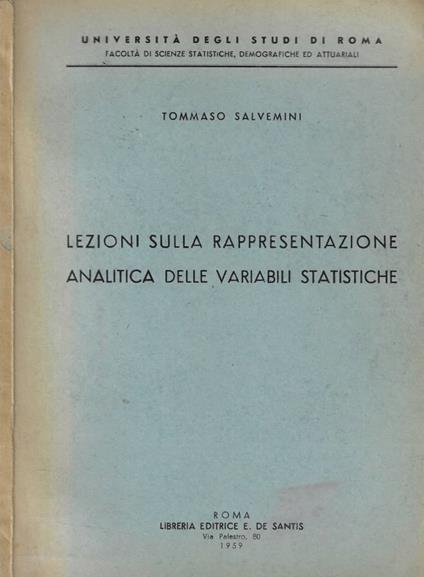 UNIVERSITÀ DEGLI STUDI DI ROMA
FACOLTÀ DI SCIENZE STATISTICHE, DEMOGRAFICHE ED ATTUARIALI
TOMMASO SALVEMINI
LEZIONI SULLA RAPPRESENTAZIONE
ANALITICA DELLE VARIABILI STATISTICHE
ROMA
LIBRERIA EDITRICE E. DE SANTIS
Via Palestro, 80
1959